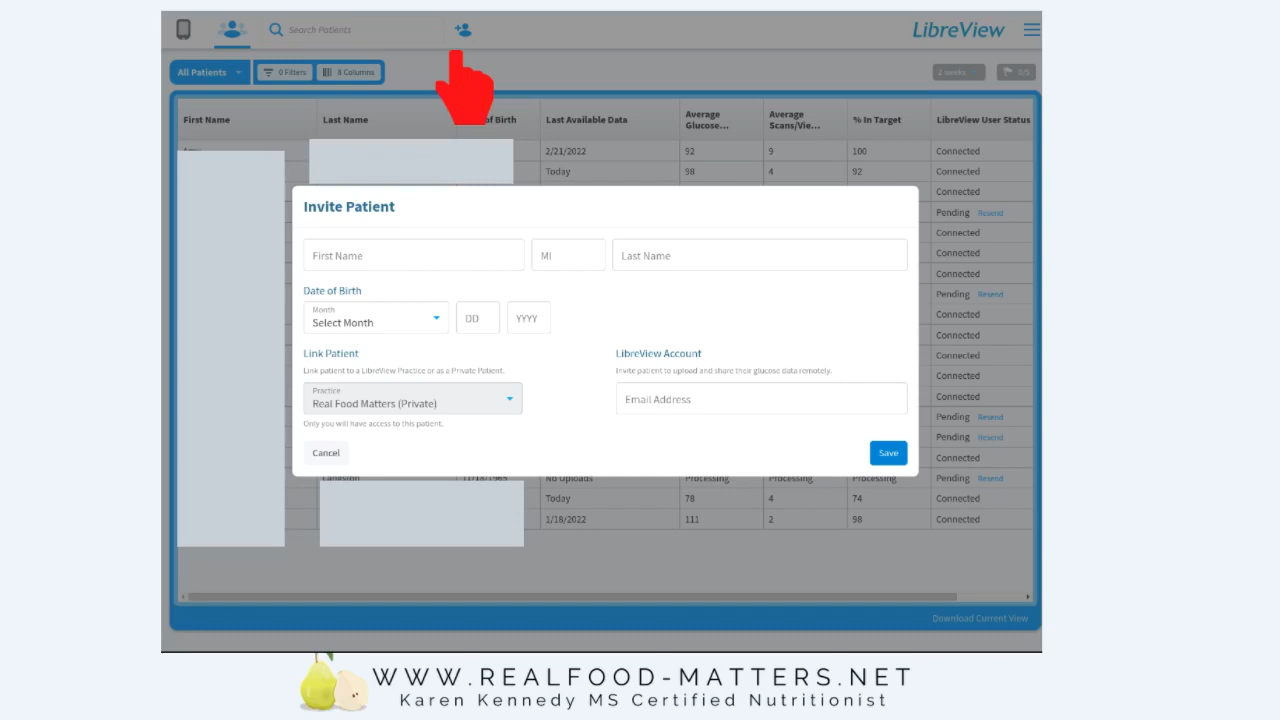 Search Patients
LibreView
All Patients
0 Filters
8 Columns
2 weeks
0/5
First Name
Last Name
of Birth
Last Available Data
Average Glucose...
Average Scans/Vie...
% In Target
LibreView User Status
2/21/2022 92 9 100 Connected
Today 98 4 92 Connected
Connected
Pending Resend
Connected
Connected
Connected
Pending Resend
Connected
Connected
Connected
Connected
Connected
Pending Resend
Pending Resend
Connected
Invite Patient
First Name
MI
Last Name
Date of Birth
Month
Select Month
DD
YYYY
Link Patient
Link patient to a LibreView Practice or as a Private Patient.
Practice
Real Food Matters (Private)
Only you will have access to this patient.
LibreView Account
Invite patient to upload and share their glucose data remotely.
Email Address
Cancel
Save
No Uploads Processing Processing Processing Pending Resend
Today 78 4 74 Connected
1/18/2022 111 2 98 Connected
Download Current View
WWW.REALFOOD-MATTERS.NET
Karen Kennedy MS Certified Nutritionist